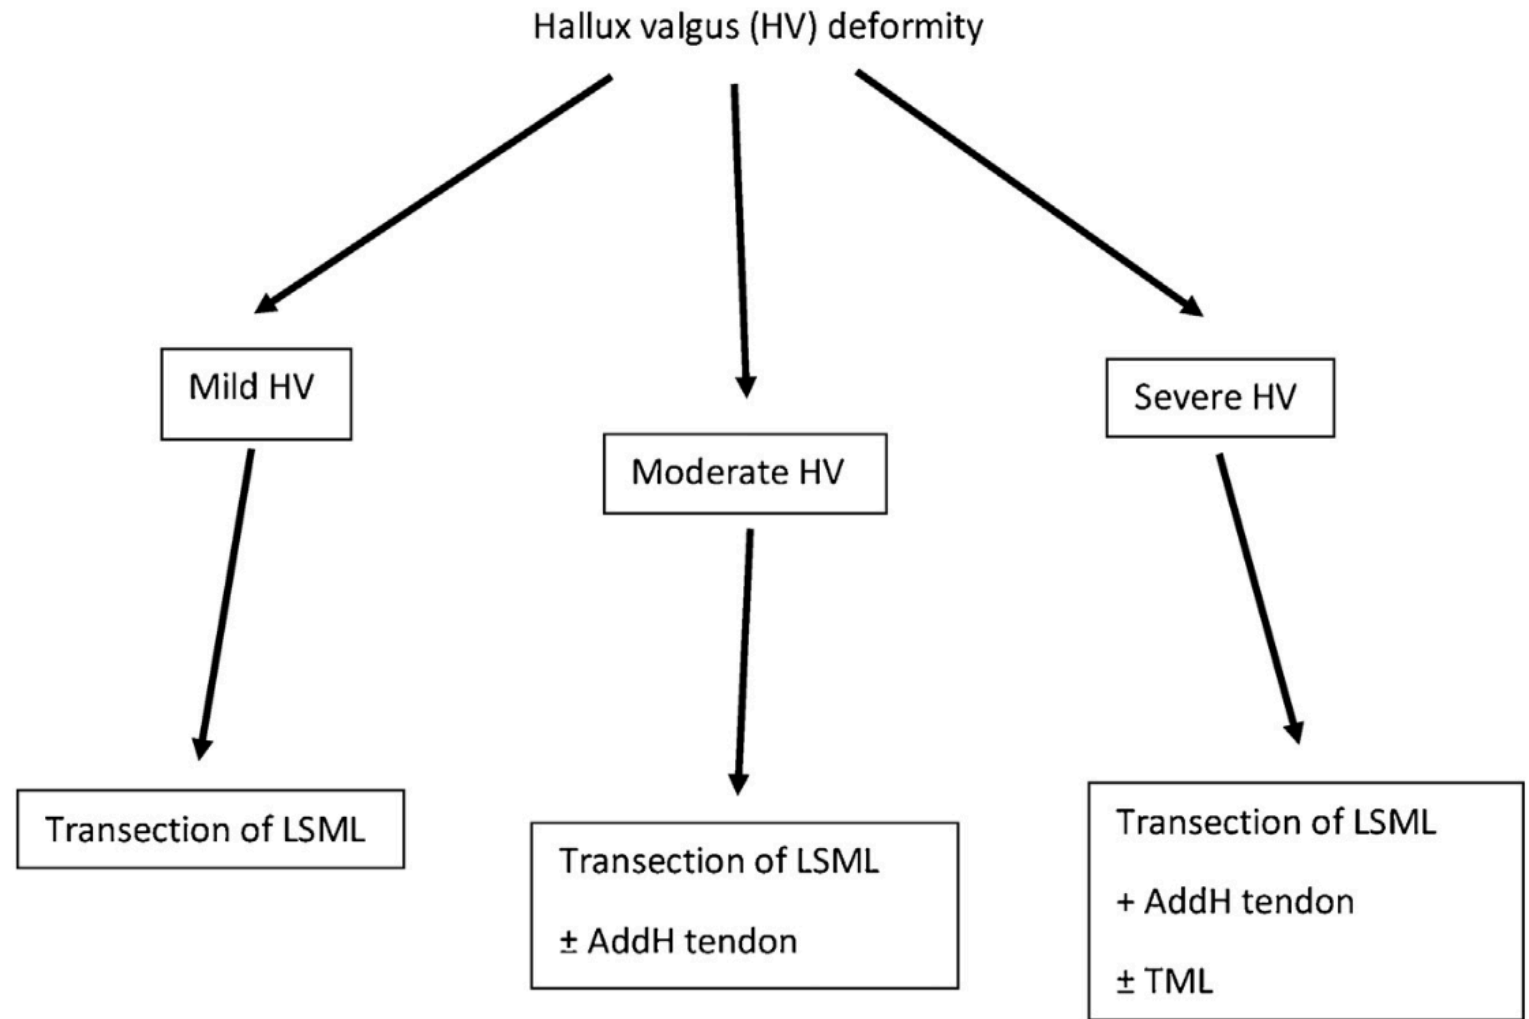 Hallux valgus (HV) deformity
Mild HV
Moderate HV
Severe HV
Transection of LSML
Transection of LSML
± AddH tendon
Transection of LSML
+ AddH tendon
± TML